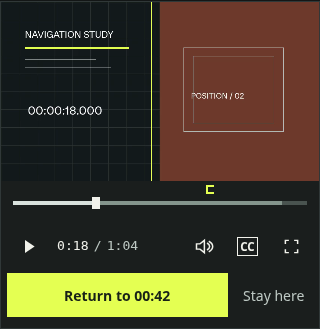 NAVIGATION STUDY
00:00:18.000
POSITION / 02
0:18 / 1:04
CC
Return to 00:42
Stay here